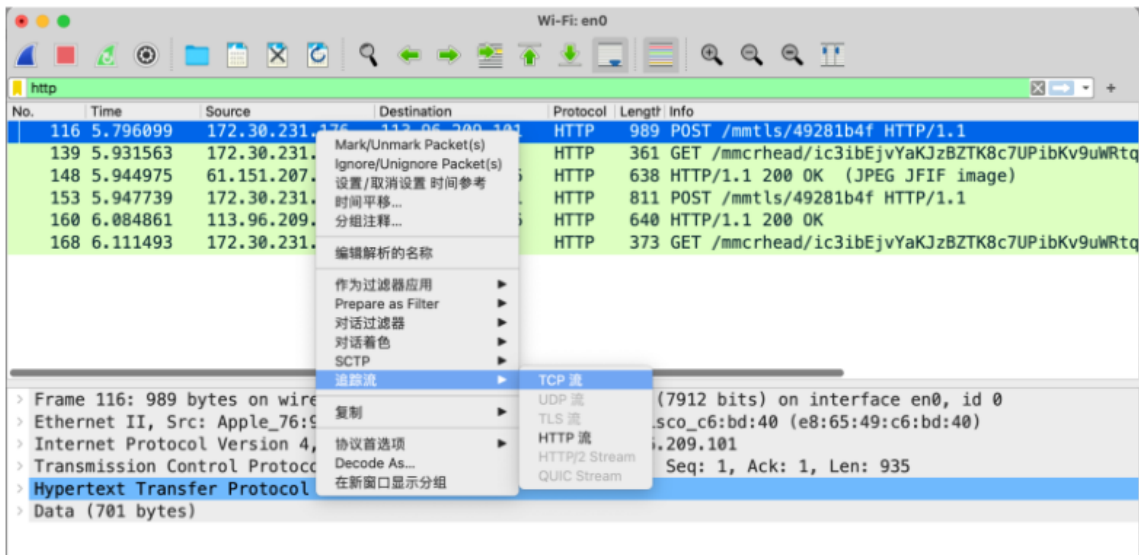 Wi-Fi: en0
http
No. Time Source Destination Protocol Length Info
116 5.796099 172.30.231.176 113.96.209.101 HTTP 989 POST /mmtls/49281b4f HTTP/1.1
139 5.931563 172.30.231. HTTP 361 GET /mmcrhead/ic3ibEjvYaKJzBZTK8c7UPibKv9uWRtq
148 5.944975 61.151.207. HTTP 638 HTTP/1.1 200 OK (JPEG JFIF image)
153 5.947739 172.30.231. HTTP 811 POST /mmtls/49281b4f HTTP/1.1
160 6.084861 113.96.209. HTTP 640 HTTP/1.1 200 OK
168 6.111493 172.30.231. HTTP 373 GET /mmcrhead/ic3ibEjvYaKJzBZTK8c7UPibKv9uWRtq
Mark/Unmark Packet(s)
Ignore/Unignore Packet(s)
设置/取消设置 时间参考
时间平移...
分组注释...
编辑解析的名称
作为过滤器应用
Prepare as Filter
对话过滤器
对话着色
SCTP
追踪流
复制
协议首选项
Decode As...
在新窗口显示分组
TCP 流
UDP 流
TLS 流
HTTP 流
HTTP/2 Stream
QUIC Stream
Frame 116: 989 bytes on wire (7912 bits) on interface en0, id 0
Ethernet II, Src: Apple_76:9 sco_c6:bd:40 (e8:65:49:c6:bd:40)
Internet Protocol Version 4, .209.101
Transmission Control Protoco Seq: 1, Ack: 1, Len: 935
Hypertext Transfer Protocol
Data (701 bytes)